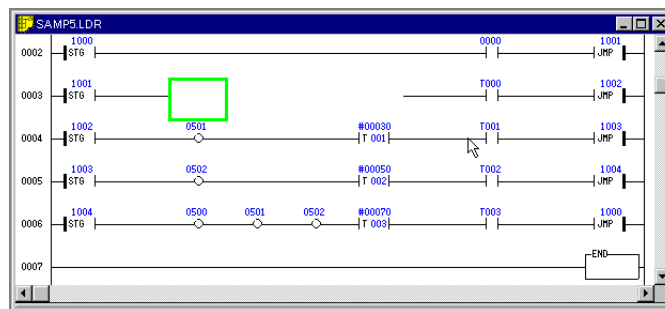 SAMP5.LDR
1000 0000 1001
0002 STG JMP
1001 T000 1002
0003 STG JMP
1002 0501 #00030 T001 1003
0004 STG T 001 JMP
1003 0502 #00050 T002 1004
0005 STG T 002 JMP
1004 0500 0501 0502 #00070 T003 1000
0006 STG T 003 JMP
END
0007